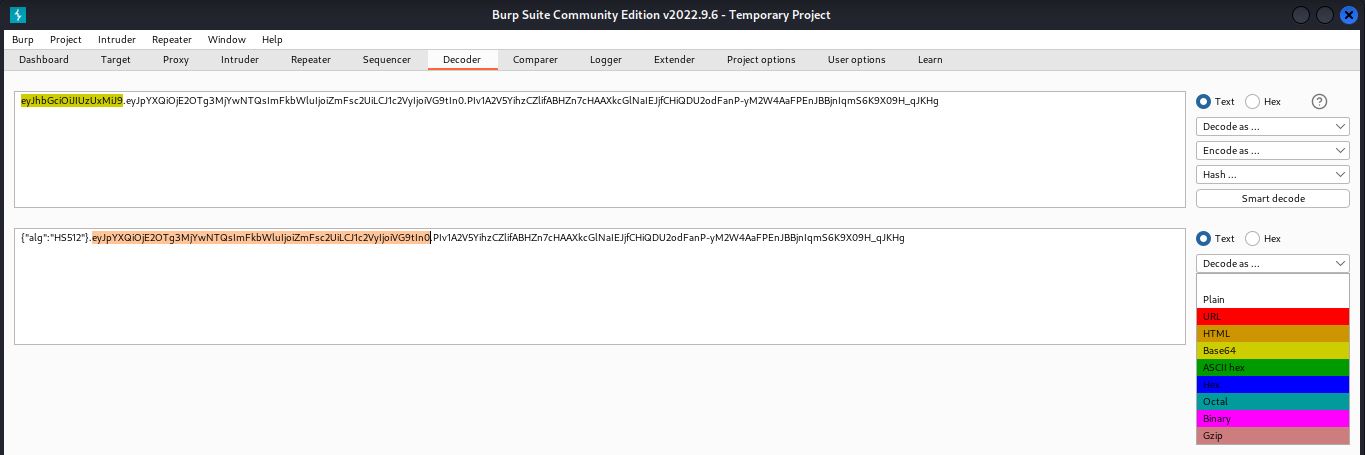 Burp Suite Community Edition v2022.9.6 - Temporary Project
Burp Project Intruder Repeater Window Help
Dashboard Target Proxy Intruder Repeater Sequencer Decoder Comparer Logger Extender Project options User options Learn
eyJhbGciOiJIUzUxMiJ9.eyJpYXQiOjE2OTg3MjYwNTQsImFkbWluIjoiZmFsc2UiLCJ1c2VyIjoiVG9tIn0.PIv1A2V5YihzCZlifABHZn7cHAAXkcGlNaIEJjfCHiQDU2odFanP-yM2W4AaFPEnJBBjnIqmS6K9X09H_qJKHg
Text Hex ?
Decode as ...
Encode as ...
Hash ...
Smart decode
{"alg":"HS512"}.eyJpYXQiOjE2OTg3MjYwNTQsImFkbWluIjoiZmFsc2UiLCJ1c2VyIjoiVG9tIn0.PIv1A2V5YihzCZlifABHZn7cHAAXkcGlNaIEJjfCHiQDU2odFanP-yM2W4AaFPEnJBBjnIqmS6K9X09H_qJKHg
Text Hex
Decode as ...
Plain
URL
HTML
Base64
ASCII hex
Hex
Octal
Binary
Gzip